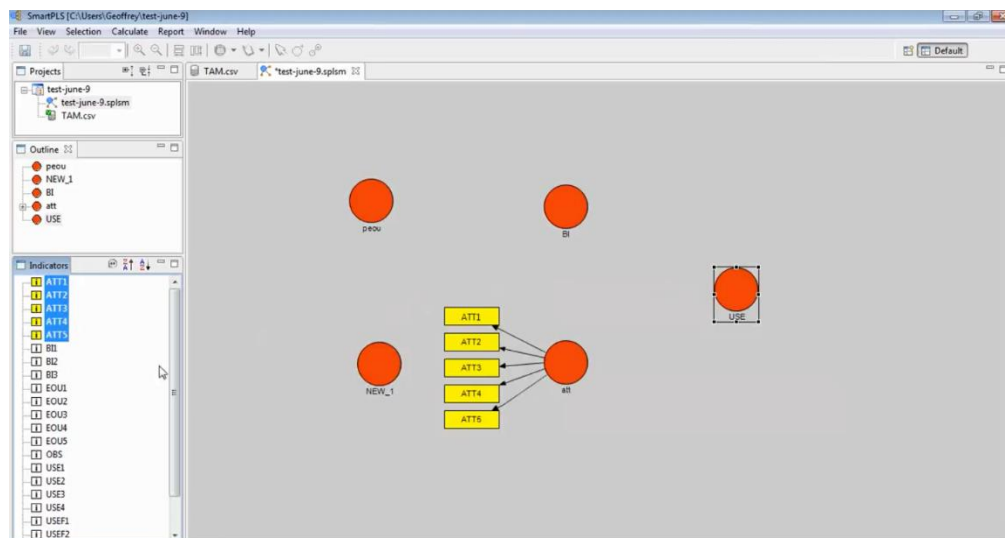 SmartPLS [C:\Users\Geoffrey\test-june-9]
File View Selection Calculate Report Window Help
Default
Projects
test-june-9
test-june-9.splsm
TAM.csv
Outline
peou
NEW_1
BI
att
USE
Indicators
ATT1
ATT2
ATT3
ATT4
ATT5
BI1
BI2
BI3
EOU1
EOU2
EOU3
EOU4
EOU5
OBS
USE1
USE2
USE3
USE4
USEF1
USEF2
TAM.csv *test-june-9.splsm
peou
BI
USE
ATT1
ATT2
ATT3
ATT4
ATT5
NEW_1
att